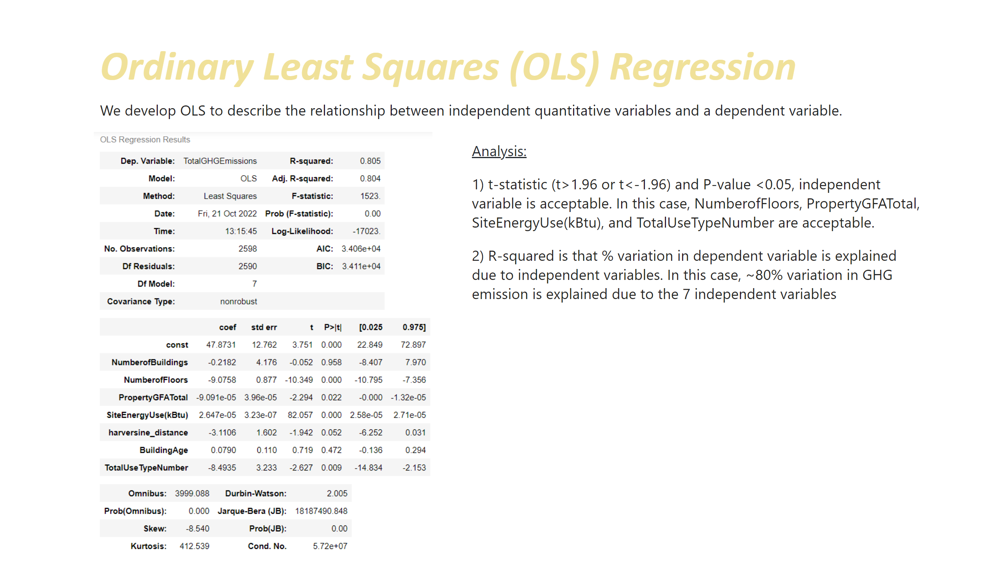 Ordinary Least Squares (OLS) Regression
We develop OLS to describe the relationship between independent quantitative variables and a dependent variable.
OLS Regression Results
Dep. Variable: TotalGHGEmissions R-squared: 0.805
Model: OLS Adj. R-squared: 0.804
Method: Least Squares F-statistic: 1523.
Date: Fri, 21 Oct 2022 Prob (F-statistic): 0.00
Time: 13:15:45 Log-Likelihood: -17023.
No. Observations: 2598 AIC: 3.406e+04
Df Residuals: 2590 BIC: 3.411e+04
Df Model: 7
Covariance Type: nonrobust
coef std err t P>|t| [0.025 0.975]
const 47.8731 12.762 3.751 0.000 22.849 72.897
NumberofBuildings -0.2182 4.176 -0.052 0.958 -8.407 7.970
NumberofFloors -9.0758 0.877 -10.349 0.000 -10.795 -7.356
PropertyGFATotal -9.091e-05 3.96e-05 -2.294 0.022 -0.000 -1.32e-05
SiteEnergyUse(kBtu) 2.647e-05 3.23e-07 82.057 0.000 2.58e-05 2.71e-05
harversine_distance -3.1106 1.602 -1.942 0.052 -6.252 0.031
BuildingAge 0.0790 0.110 0.719 0.472 -0.136 0.294
TotalUseTypeNumber -8.4935 3.233 -2.627 0.009 -14.834 -2.153
Omnibus: 3999.088 Durbin-Watson: 2.005
Prob(Omnibus): 0.000 Jarque-Bera (JB): 18187490.848
Skew: -8.540 Prob(JB): 0.00
Kurtosis: 412.539 Cond. No. 5.72e+07
Analysis:
1) t-statistic (t>1.96 or t<-1.96) and P-value <0.05, independent
variable is acceptable. In this case, NumberofFloors, PropertyGFATotal,
SiteEnergyUse(kBtu), and TotalUseTypeNumber are acceptable.
2) R-squared is that % variation in dependent variable is explained
due to independent variables. In this case, ~80% variation in GHG
emission is explained due to the 7 independent variables